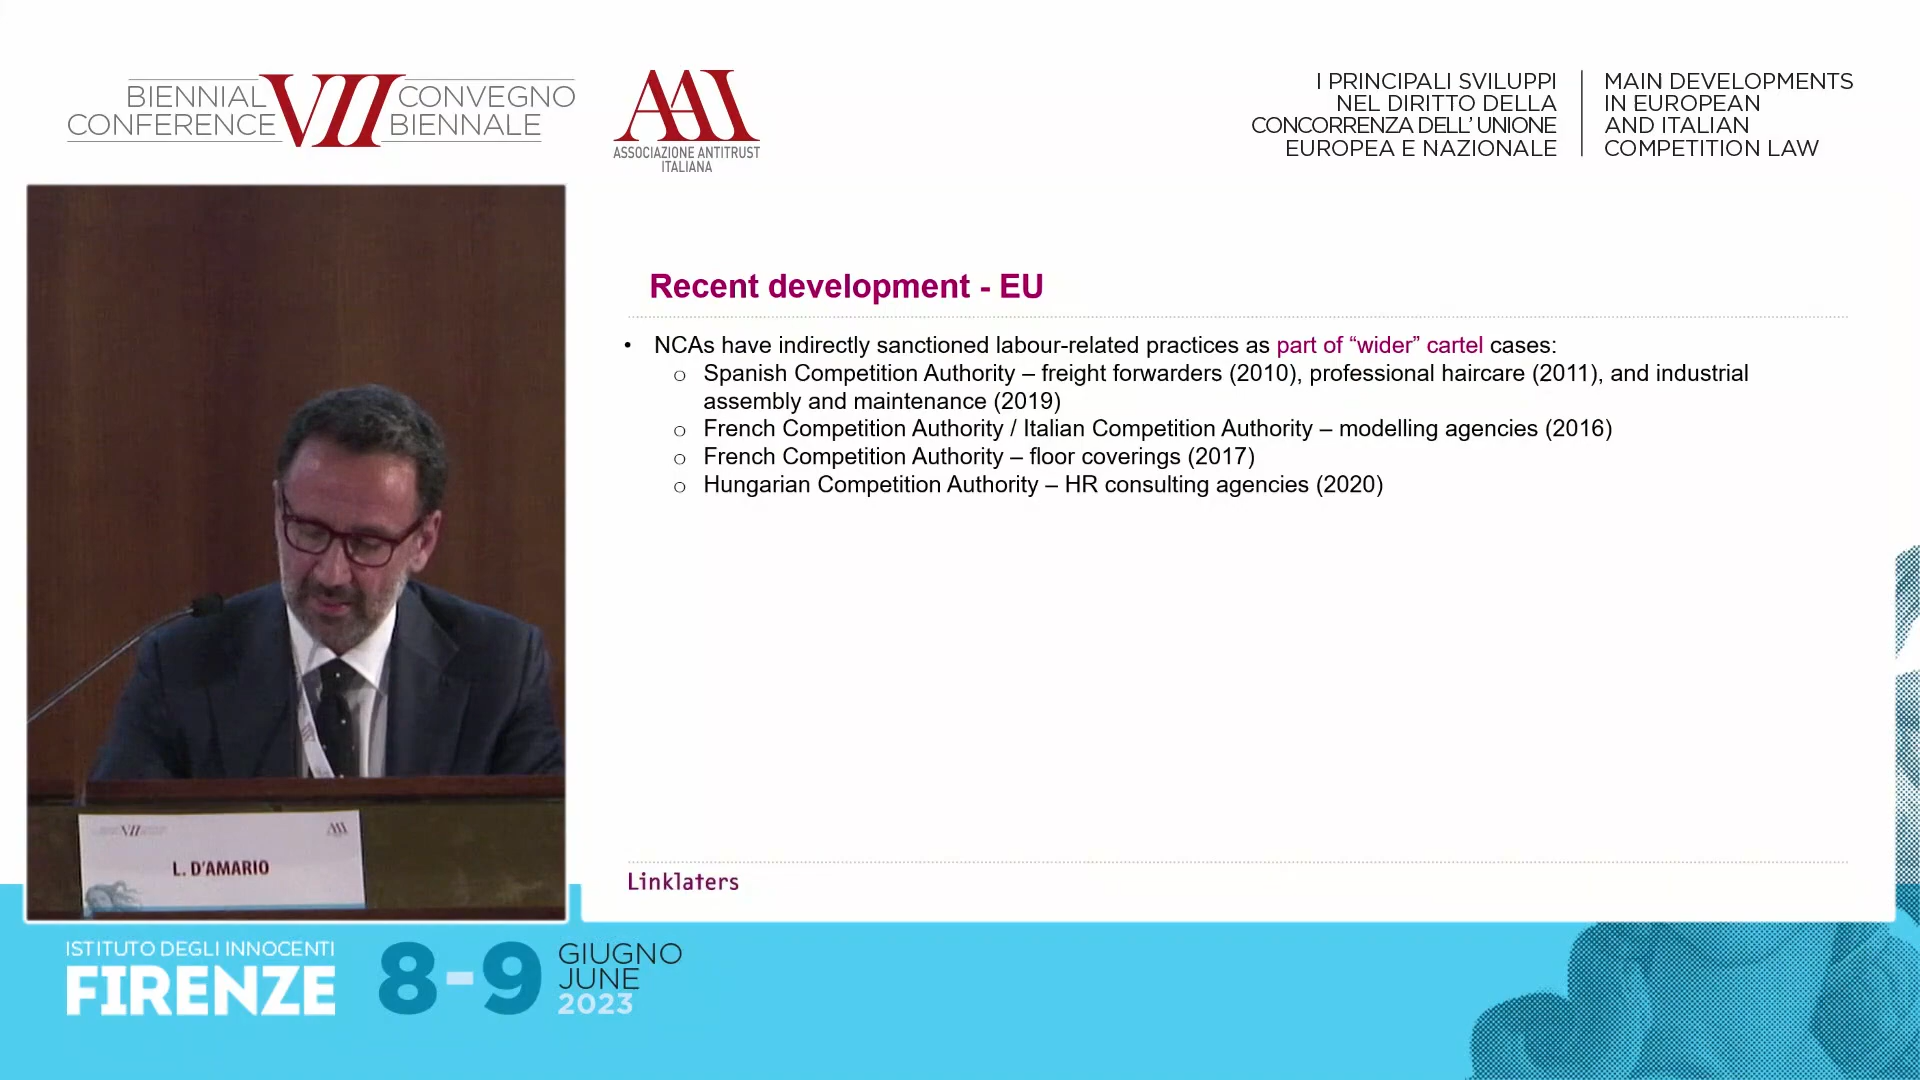 BIENNIAL
CONFERENCE
VII
CONVEGNO
BIENNALE
AAI
ASSOCIAZIONE ANTITRUST
ITALIANA
I PRINCIPALI SVILUPPI
NEL DIRITTO DELLA
CONCORRENZA DELL' UNIONE
EUROPEA E NAZIONALE
MAIN DEVELOPMENTS
IN EUROPEAN
AND ITALIAN
COMPETITION LAW
Recent development - EU
• NCAs have indirectly sanctioned labour-related practices as part of “wider” cartel cases:
o Spanish Competition Authority – freight forwarders (2010), professional haircare (2011), and industrial
assembly and maintenance (2019)
o French Competition Authority / Italian Competition Authority – modelling agencies (2016)
o French Competition Authority – floor coverings (2017)
o Hungarian Competition Authority – HR consulting agencies (2020)
Linklaters
VII
AAI
L. D'AMARIO
ISTITUTO DEGLI INNOCENTI
FIRENZE
8-9
GIUGNO
JUNE
2023